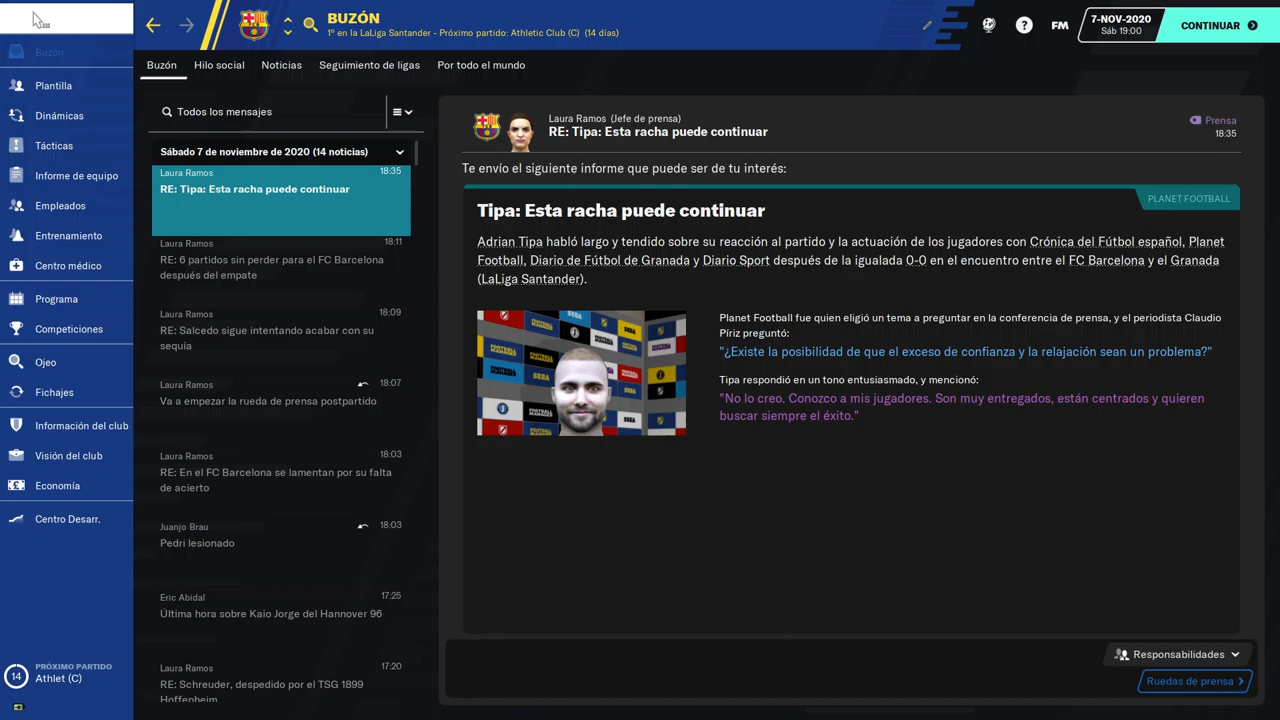 BUZÓN
1º en la LaLiga Santander - Próximo partido: Athletic Club (C) (14 días)
FM
7-NOV-2020
Sáb 19:00
CONTINUAR
Buzón
Plantilla
Dinámicas
Tácticas
Informe de equipo
Empleados
Entrenamiento
Centro médico
Programa
Competiciones
Ojeo
Fichajes
Información del club
Visión del club
Economía
Centro Desarr.
14
PRÓXIMO PARTIDO
Athlet (C)
Buzón Hilo social Noticias Seguimiento de ligas Por todo el mundo
Todos los mensajes
Sábado 7 de noviembre de 2020 (14 noticias)
Laura Ramos 18:35
RE: Tipa: Esta racha puede continuar
Laura Ramos 18:11
RE: 6 partidos sin perder para el FC Barcelona
después del empate
Laura Ramos 18:09
RE: Salcedo sigue intentando acabar con su
sequía
Laura Ramos 18:07
Va a empezar la rueda de prensa postpartido
Laura Ramos 18:03
RE: En el FC Barcelona se lamentan por su falta
de acierto
Juanjo Brau 18:03
Pedri lesionado
Eric Abidal 17:25
Última hora sobre Kaio Jorge del Hannover 96
Laura Ramos 17:20
RE: Schreuder, despedido por el TSG 1899
Hoffenheim
Laura Ramos (Jefe de prensa)
RE: Tipa: Esta racha puede continuar
Prensa
18:35
Te envío el siguiente informe que puede ser de tu interés:
PLANET FOOTBALL
Tipa: Esta racha puede continuar
Adrian Tipa habló largo y tendido sobre su reacción al partido y la actuación de los jugadores con Crónica del Fútbol español, Planet
Football, Diario de Fútbol de Granada y Diario Sport después de la igualada 0-0 en el encuentro entre el FC Barcelona y el Granada
(LaLiga Santander).
Planet Football fue quien eligió un tema a preguntar en la conferencia de prensa, y el periodista Claudio
Píriz preguntó:
"¿Existe la posibilidad de que el exceso de confianza y la relajación sean un problema?"
Tipa respondió en un tono entusiasmado, y mencionó:
"No lo creo. Conozco a mis jugadores. Son muy entregados, están centrados y quieren
buscar siempre el éxito."
Responsabilidades
Ruedas de prensa